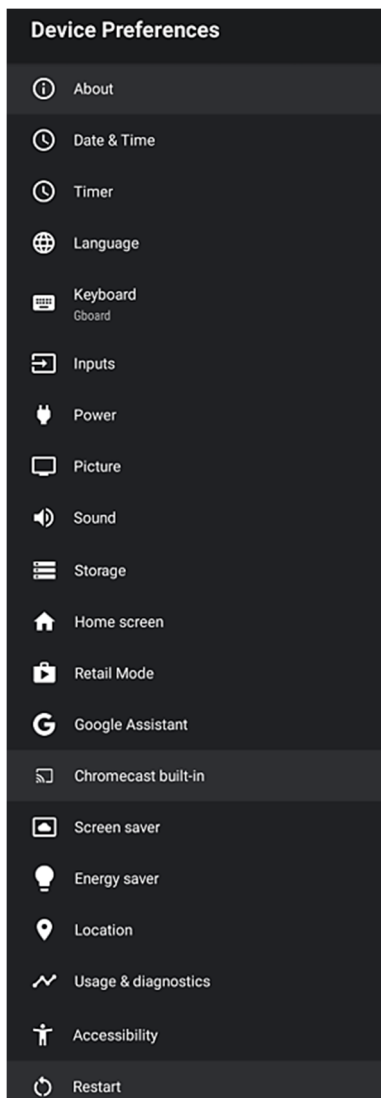 Device Preferences
About
Date & Time
Timer
Language
Keyboard
Gboard
Inputs
Power
Picture
Sound
Storage
Home screen
Retail Mode
Google Assistant
Chromecast built-in
Screen saver
Energy saver
Location
Usage & diagnostics
Accessibility
Restart